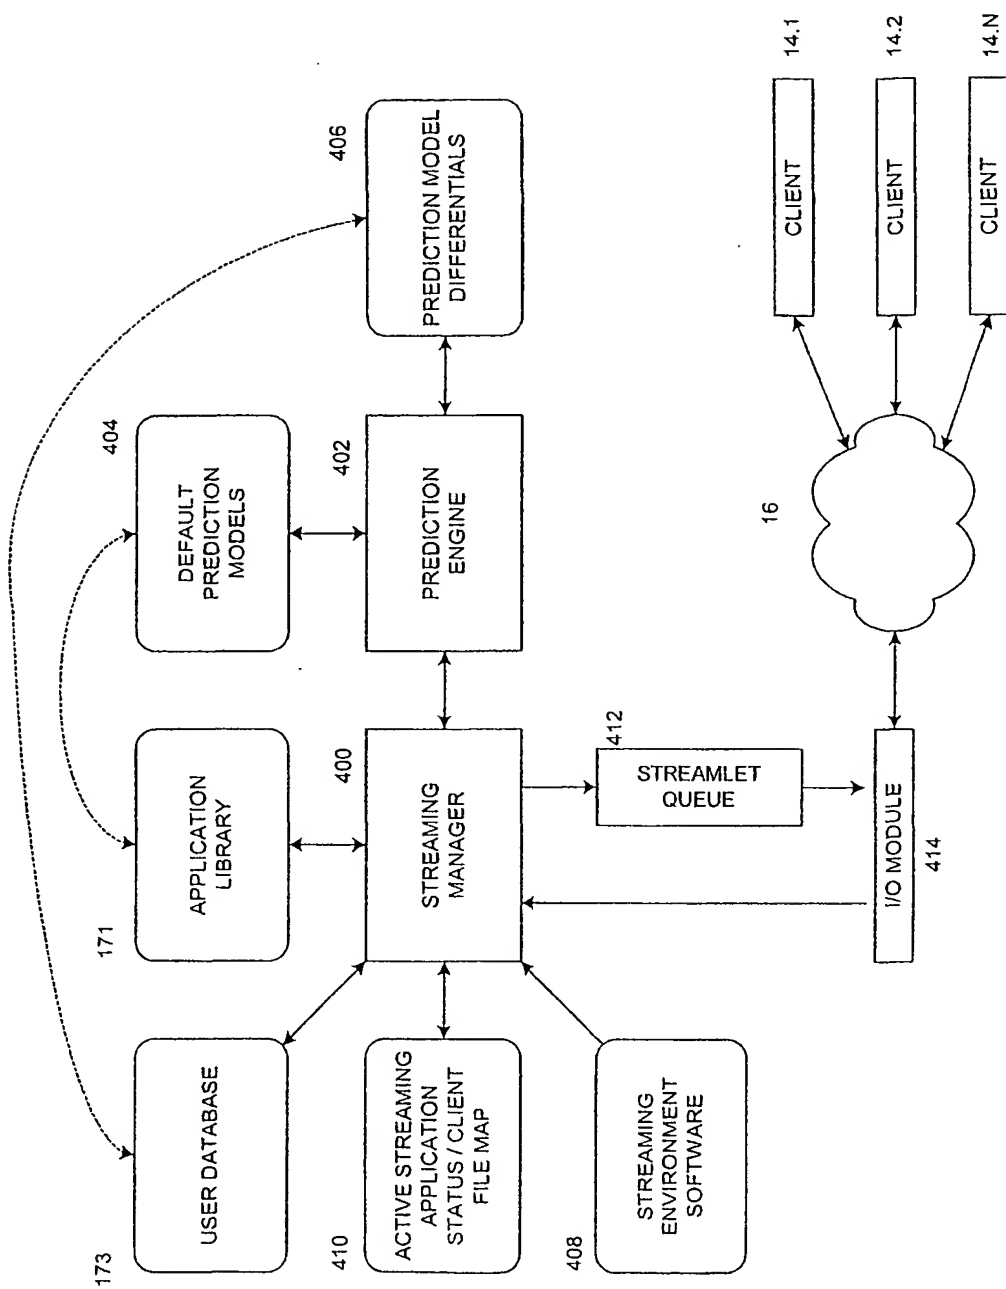 173
USER DATABASE
171
APPLICATION
LIBRARY
404
DEFAULT
PREDICTION
MODELS
410
ACTIVE STREAMING
APPLICATION
STATUS / CLIENT
FILE MAP
400
STREAMING
MANAGER
402
PREDICTION
ENGINE
406
PREDICTION MODEL
DIFFERENTIALS
408
STREAMING
ENVIRONMENT
SOFTWARE
412
STREAMLET
QUEUE
I/O MODULE
414
16
CLIENT
14.1
CLIENT
14.2
CLIENT
14.N